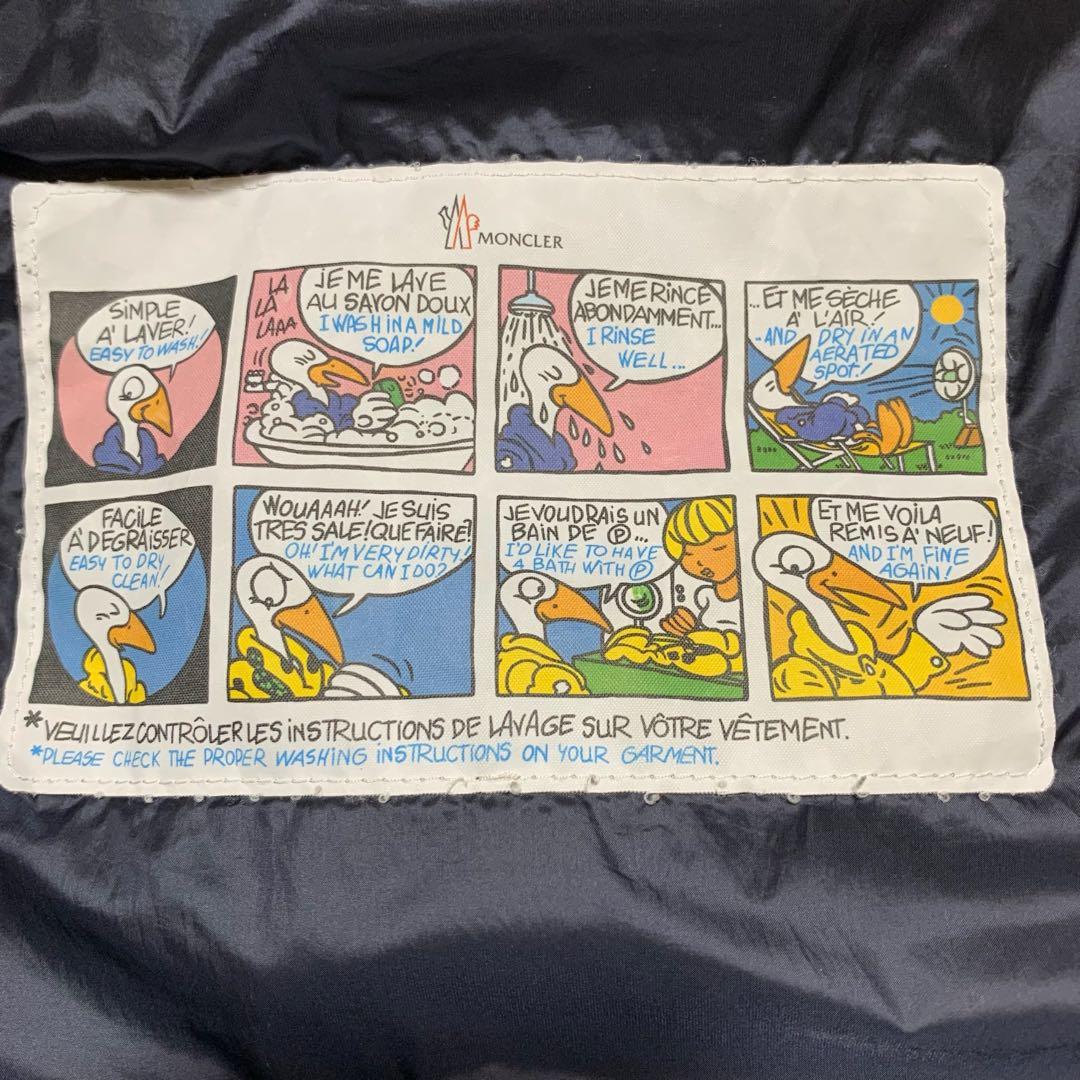 MONCLER
SIMPLE
A' LAVER!
EASY TO WASH!
LA
LA
LAAA
JE ME LAVE
AU SAVON DOUX
I WASH IN A MILD
SOAP!
JE ME RINCE
ABONDAMMENT...
I RINSE
WELL...
...ET ME SÈCHE
A' L'AIR!
-AND DRY IN AN
AERATED
SPOT!
FACILE
A' DEGRAISSER
EASY TO DRY
CLEAN!
WOUAAAH! JE SUIS
TRES SALE! QUE FAIRE?
OH! I'M VERY DIRTY!
WHAT CAN I DO?
JE VOUDRAIS UN
BAIN DE Ⓟ...
I'D LIKE TO HAVE
A BATH WITH Ⓟ
ET ME VOILA
REMIS A' NEUF!
AND I'M FINE
AGAIN!
*VEUILLEZ CONTRÔLER LES INSTRUCTIONS DE LAVAGE SUR VÔTRE VÊTEMENT.
*PLEASE CHECK THE PROPER WASHING INSTRUCTIONS ON YOUR GARMENT.